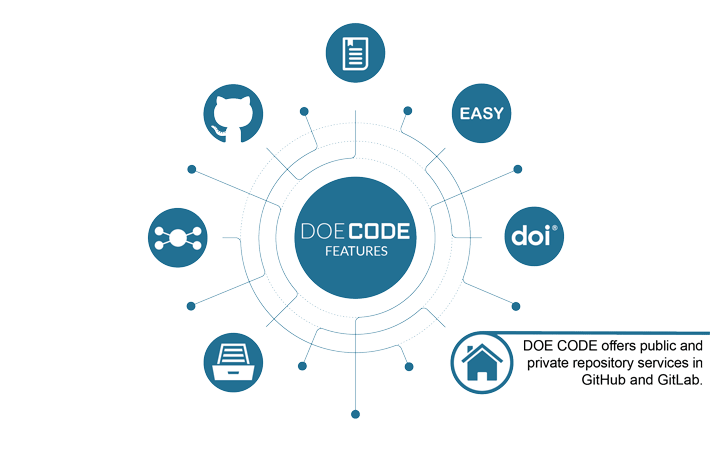 EASY
DOE CODE
FEATURES
doi®
DOE CODE offers public and
private repository services in
GitHub and GitLab.